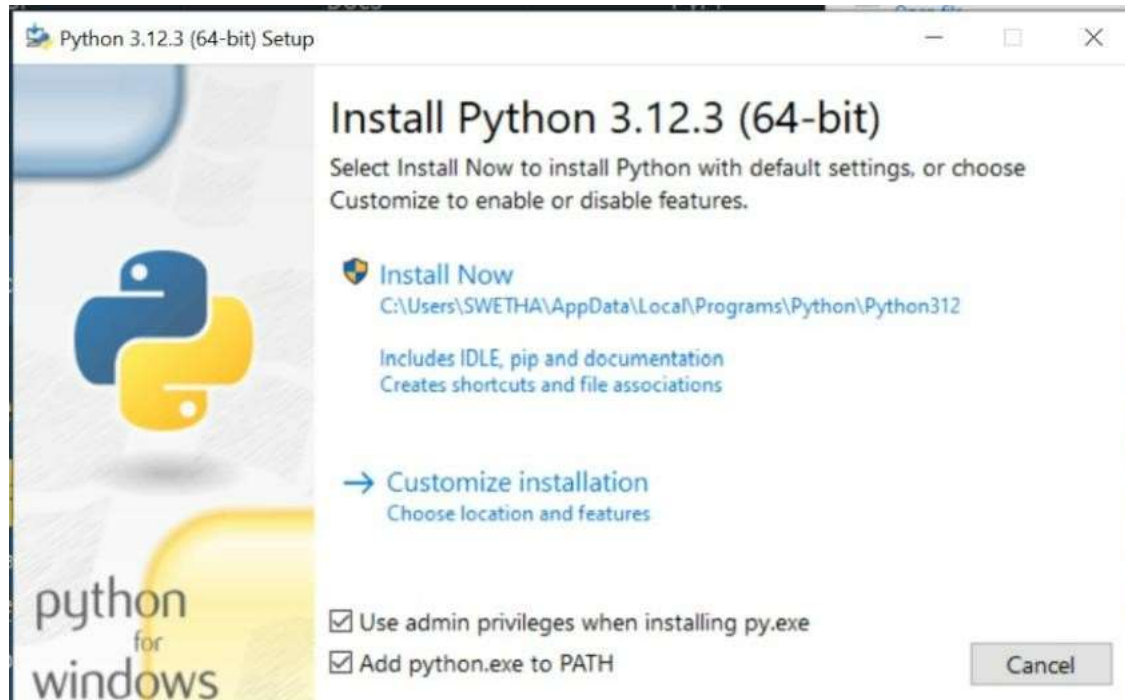 Python 3.12.3 (64-bit) Setup
Install Python 3.12.3 (64-bit)
Select Install Now to install Python with default settings, or choose
Customize to enable or disable features.
Install Now
C:\Users\SWETHA\AppData\Local\Programs\Python\Python312
Includes IDLE, pip and documentation
Creates shortcuts and file associations
Customize installation
Choose location and features
python
for
windows
Use admin privileges when installing py.exe
Add python.exe to PATH
Cancel